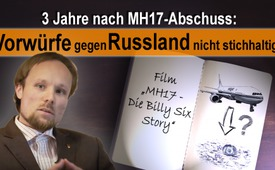 3 Jahre nach MH17-Abschuss:
Vorwürfe gegen Russland nicht stichhaltig
Film
"MH17 -
Die Billy Six
Story"
?